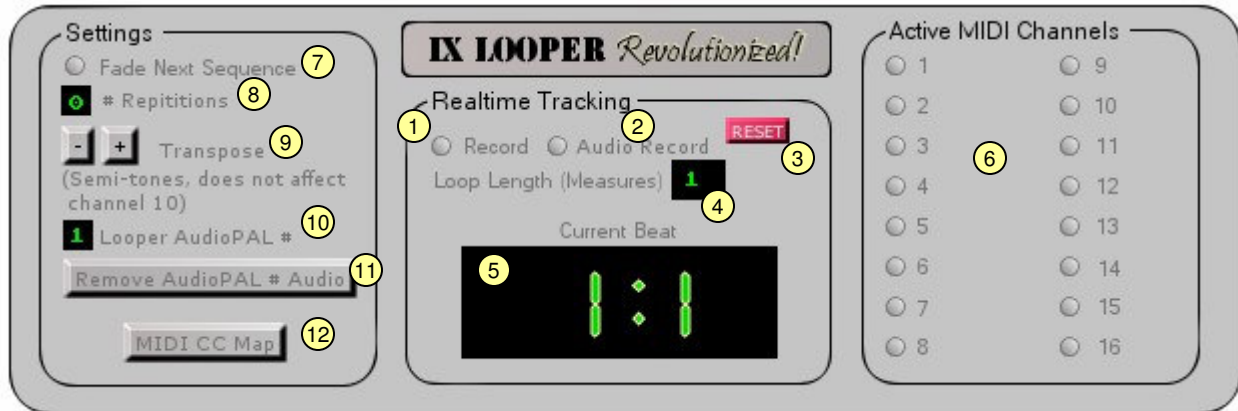 Settings
Fade Next Sequence 7
0 # Repititions 8
- + Transpose 9
(Semi-tones, does not affect
channel 10)
10
1 Looper AudioPAL #
Remove AudioPAL # Audio 11
MIDI CC Map 12
IX LOOPER Revolutionized!
Realtime Tracking
1 2
Record Audio Record RESET
3
Loop Length (Measures) 1
4
Current Beat
5
1:1
Active MIDI Channels
1 9
2 10
3 11
6
4 12
5 13
6 14
7 15
8 16